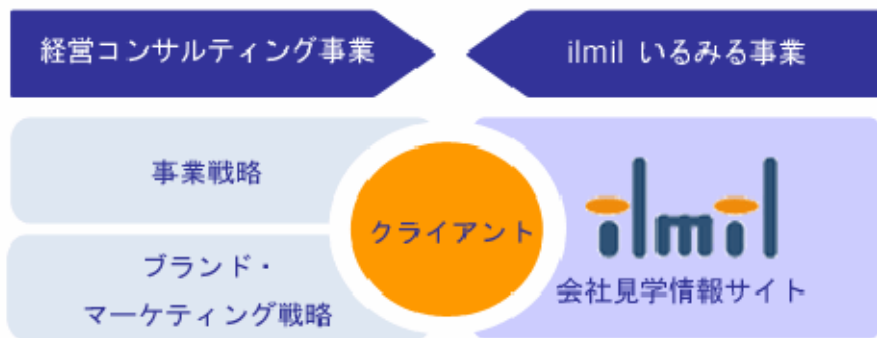 経営コンサルティング事業
ilmil いるみる事業
事業戦略
ブランド・
マーケティング戦略
クライアント
ilmil
会社見学情報サイト